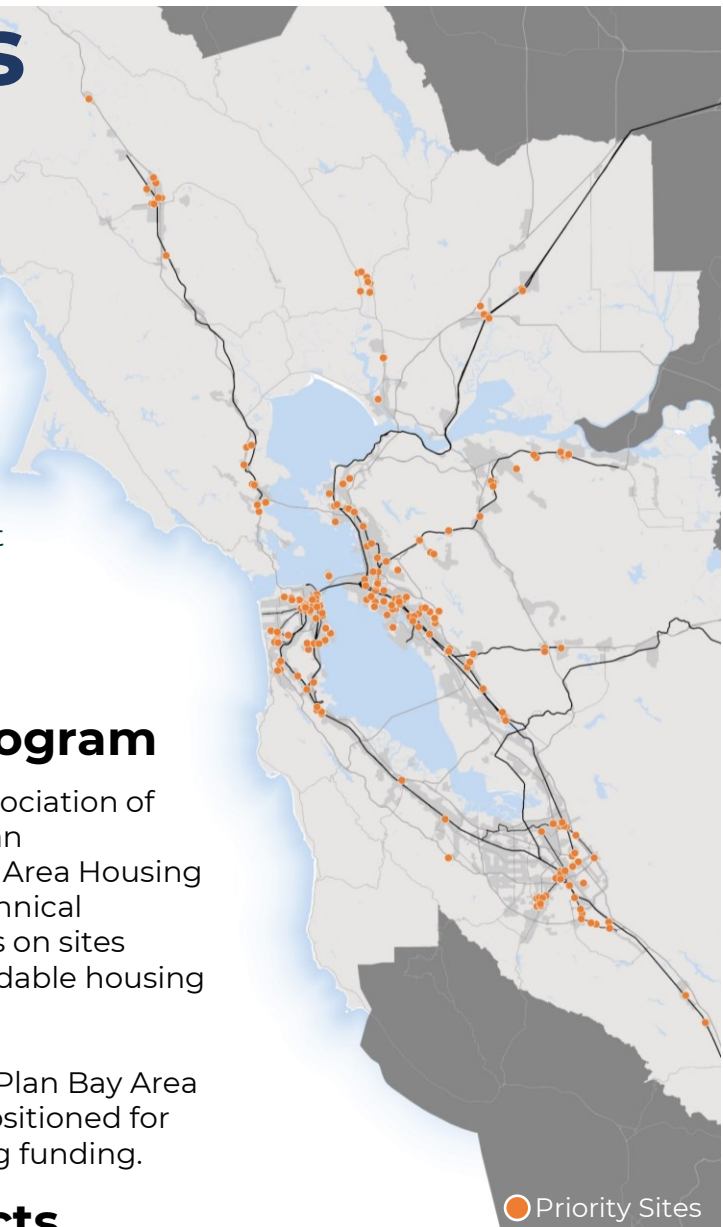 s
t
ogram
ociation of
an
Area Housing
hnical
s on sites
dable housing
Plan Bay Area
ositioned for
g funding.
cts
Priority Sites